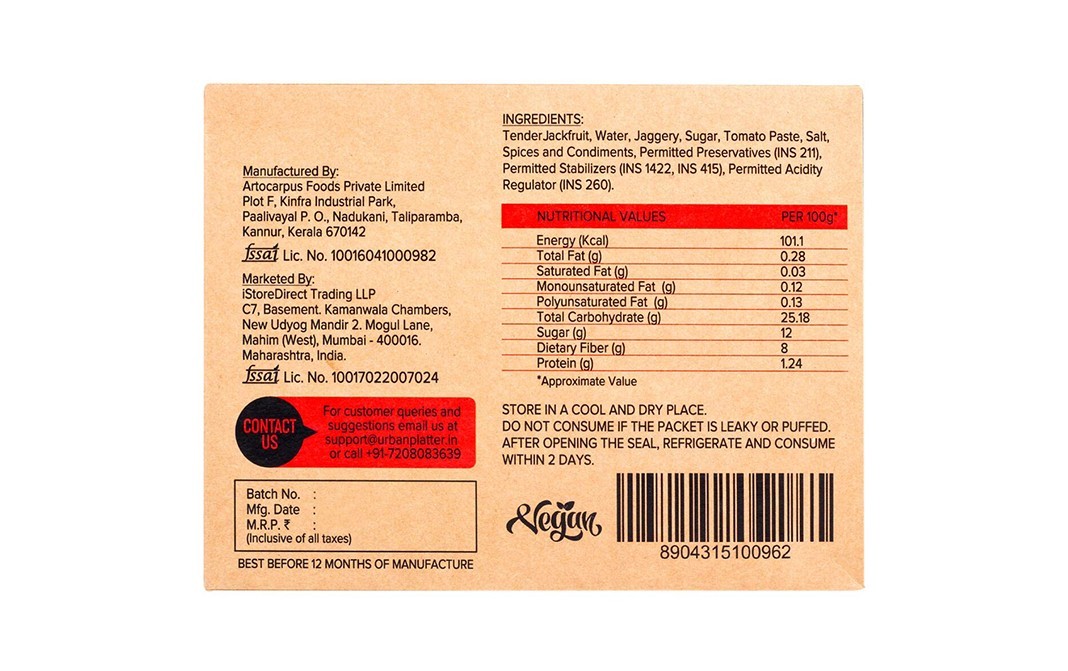 Manufactured By:
Artocarpus Foods Private Limited
Plot F, Kinfra Industrial Park,
Paalivayal P. O., Nadukani, Taliparamba,
Kannur, Kerala 670142
fssai Lic. No. 10016041000982
Marketed By:
iStoreDirect Trading LLP
C7, Basement. Kamanwala Chambers,
New Udyog Mandir 2. Mogul Lane,
Mahim (West), Mumbai - 400016.
Maharashtra, India.
fssai Lic. No. 10017022007024
CONTACT
US
For customer queries and
suggestions email us at
support@urbanplatter.in
or call +91-7208083639
Batch No. :
Mfg. Date :
M.R.P. ₹ :
(Inclusive of all taxes)
BEST BEFORE 12 MONTHS OF MANUFACTURE
INGREDIENTS:
TenderJackfruit, Water, Jaggery, Sugar, Tomato Paste, Salt,
Spices and Condiments, Permitted Preservatives (INS 211),
Permitted Stabilizers (INS 1422, INS 415), Permitted Acidity
Regulator (INS 260).
NUTRITIONAL VALUES PER 100g*
Energy (Kcal) 101.1
Total Fat (g) 0.28
Saturated Fat (g) 0.03
Monounsaturated Fat (g) 0.12
Polyunsaturated Fat (g) 0.13
Total Carbohydrate (g) 25.18
Sugar (g) 12
Dietary Fiber (g) 8
Protein (g) 1.24
*Approximate Value
STORE IN A COOL AND DRY PLACE.
DO NOT CONSUME IF THE PACKET IS LEAKY OR PUFFED.
AFTER OPENING THE SEAL, REFRIGERATE AND CONSUME
WITHIN 2 DAYS.
Vegan
8904315100962